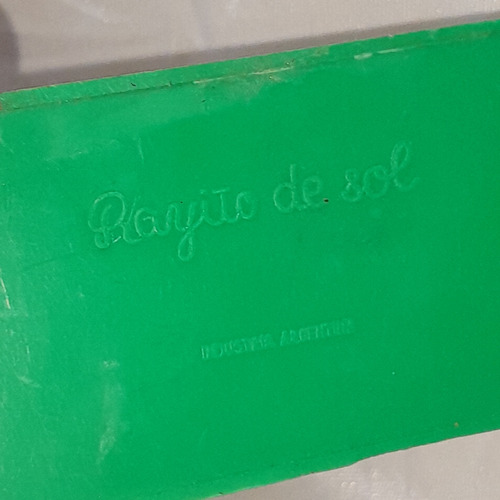 Rayito de sol
INDUSTRIA ARGENTINA